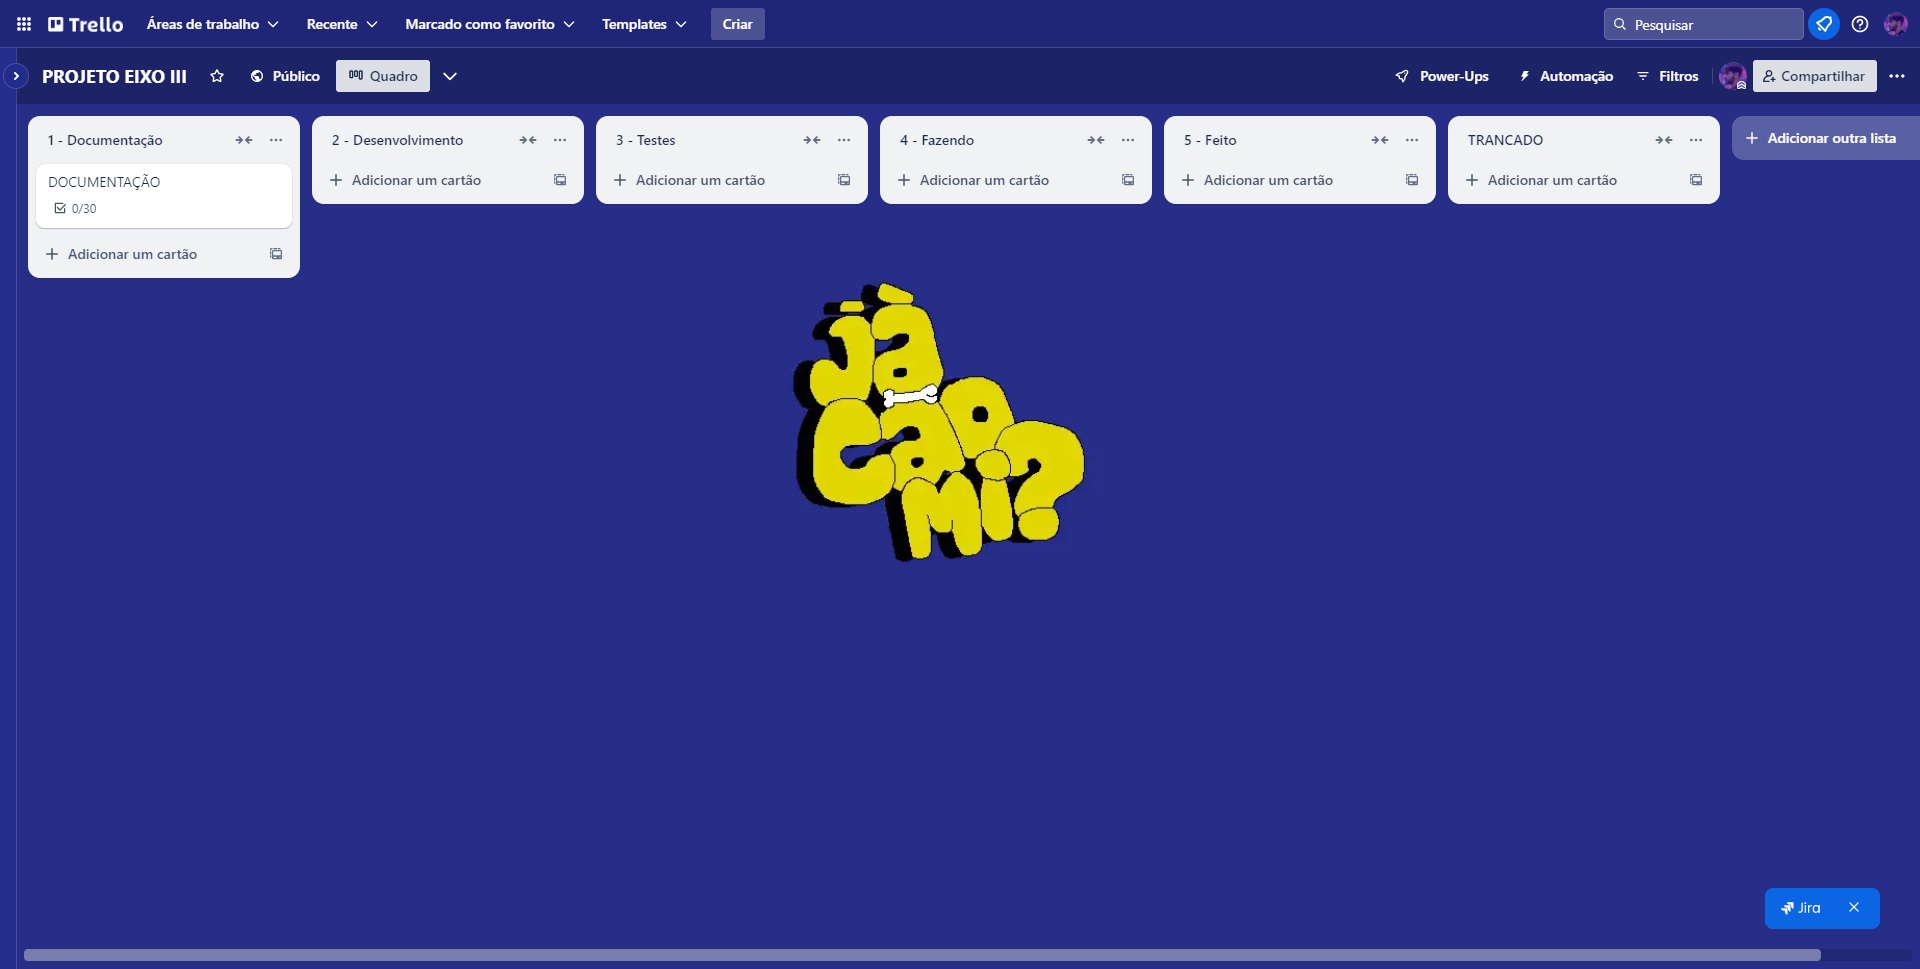 Trello
Áreas de trabalho
Recente
Marcado como favorito
Templates
Criar
Pesquisar
PROJETO EIXO III
Público
Quadro
Power-Ups
Automação
Filtros
Compartilhar
1 - Documentação
DOCUMENTAÇÃO
0/30
Adicionar um cartão
2 - Desenvolvimento
Adicionar um cartão
3 - Testes
Adicionar um cartão
4 - Fazendo
Adicionar um cartão
5 - Feito
Adicionar um cartão
TRANCADO
Adicionar um cartão
Adicionar outra lista
Jà
Cão
Mi?
Jira